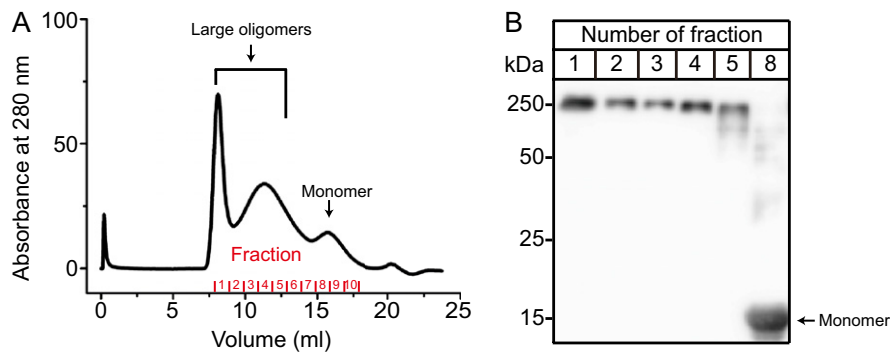 A
Absorbance at 280 nm
100
50
0
Large oligomers
Monomer
Fraction
1 2 3 4 5 6 7 8 9 10
0 5 10 15 20 25
Volume (ml)
B
Number of fraction
kDa 1 2 3 4 5 8
250
50
25
15
Monomer